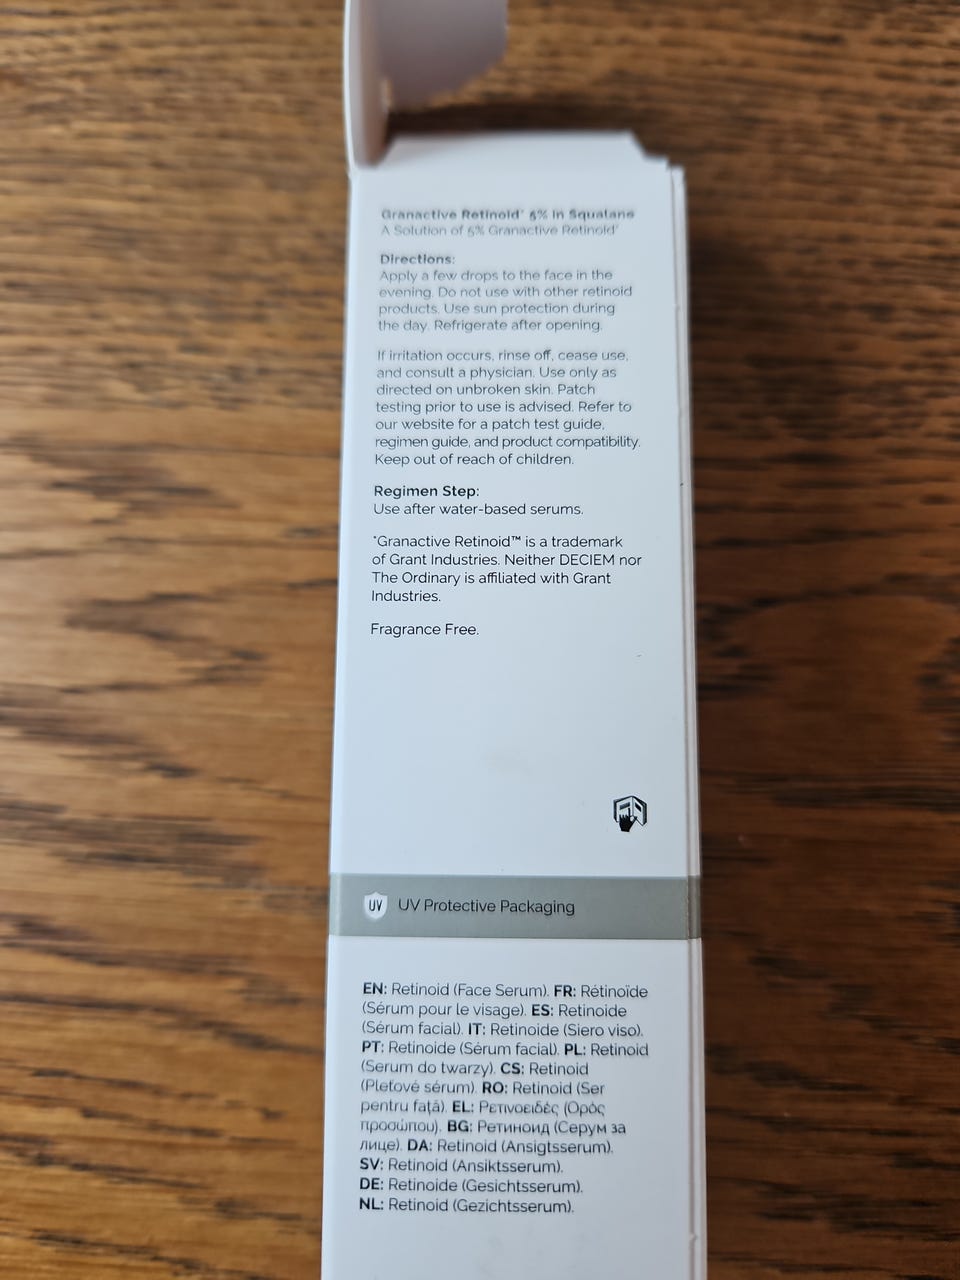 Granactive Retinoid* 5% in Squalane
A Solution of 5% Granactive Retinoid*
Directions:
Apply a few drops to the face in the
evening. Do not use with other retinoid
products. Use sun protection during
the day. Refrigerate after opening.
If irritation occurs, rinse off, cease use,
and consult a physician. Use only as
directed on unbroken skin. Patch
testing prior to use is advised. Refer to
our website for a patch test guide,
regimen guide, and product compatibility.
Keep out of reach of children.
Regimen Step:
Use after water-based serums.
*Granactive Retinoid™ is a trademark
of Grant Industries. Neither DECIEM nor
The Ordinary is affiliated with Grant
Industries.
Fragrance Free.
UV UV Protective Packaging
EN: Retinoid (Face Serum). FR: Rétinoïde
(Sérum pour le visage). ES: Retinoide
(Sérum facial). IT: Retinoide (Siero viso).
PT: Retinoide (Sérum facial). PL: Retinoid
(Serum do twarzy). CS: Retinoid
(Pleťové sérum). RO: Retinoid (Ser
pentru față). EL: Ρετινοειδές (Ορός
προσώπου). BG: Ретиноид (Серум за
лице). DA: Retinoid (Ansigtsserum).
SV: Retinoid (Ansiktsserum).
DE: Retinoide (Gesichtsserum).
NL: Retinoid (Gezichtsserum).